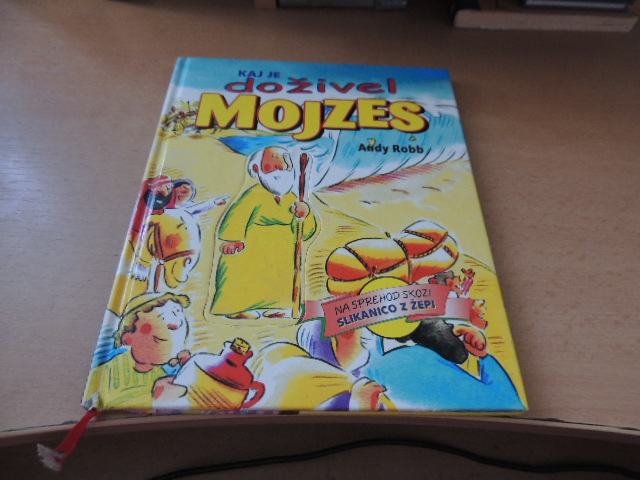 KAJ JE
doživel
MOJZES
Andy Robb
NA SPREHOD SKOZI
SLIKANICO Z ŽEPI